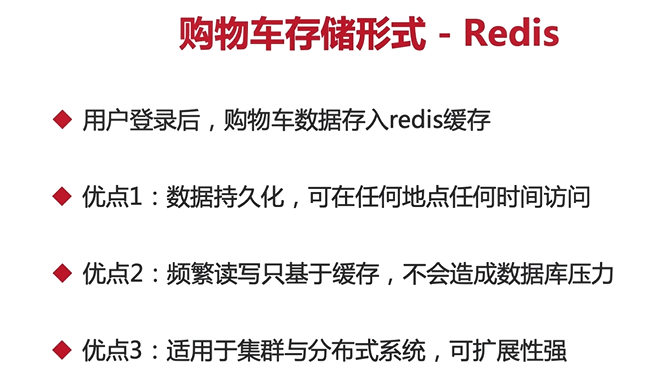 购物车存储形式 - Redis
用户登录后，购物车数据存入redis缓存
优点1：数据持久化，可在任何地点任何时间访问
优点2：频繁读写只基于缓存，不会造成数据库压力
优点3：适用于集群与分布式系统，可扩展性强